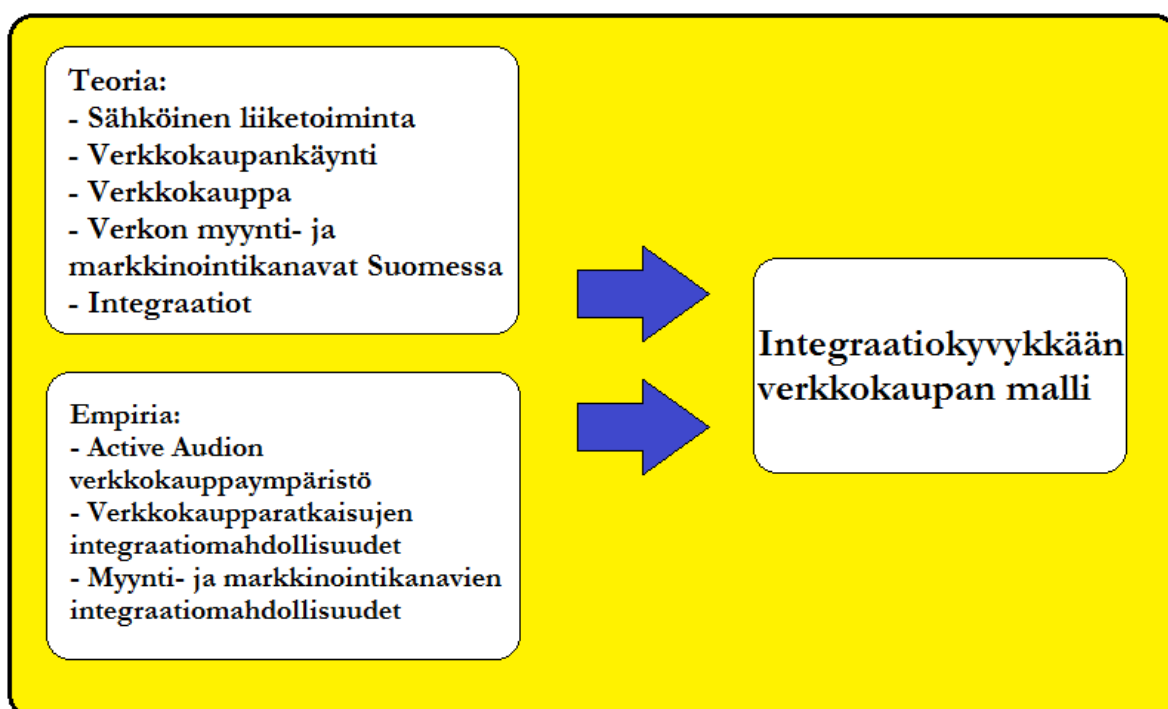 Teoria:
- Sähköinen liiketoiminta
- Verkkokaupankäynti
- Verkkokauppa
- Verkon myynti- ja
markkinointikanavat Suomessa
- Integraatiot
Empiria:
- Active Audion
verkkokauppaympäristö
- Verkkokaupparatkaisujen
integraatiomahdollisuudet
- Myynti- ja markkinointikanavien
integraatiomahdollisuudet
Integraatiokyvykkään
verkkokaupan malli